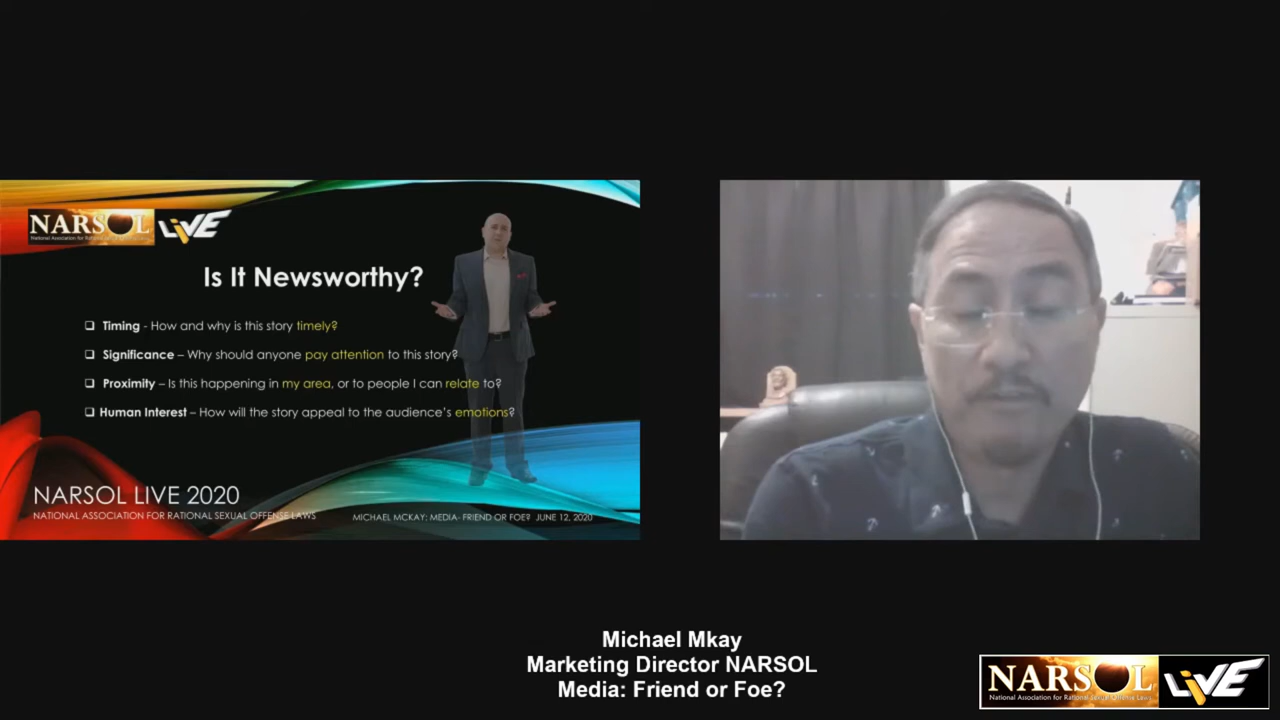 NARSOL LIVE
National Association for Rational Sexual Offense Laws
Is It Newsworthy?
❑ Timing - How and why is this story timely?
❑ Significance – Why should anyone pay attention to this story?
❑ Proximity – Is this happening in my area, or to people I can relate to?
❑ Human Interest – How will the story appeal to the audience's emotions?
NARSOL LIVE 2020
NATIONAL ASSOCIATION FOR RATIONAL SEXUAL OFFENSE LAWS
MICHAEL MCKAY: MEDIA- FRIEND OR FOE? JUNE 12, 2020
Michael Mkay
Marketing Director NARSOL
Media: Friend or Foe?
NARSOL LIVE
National Association for Rational Sexual Offense Laws